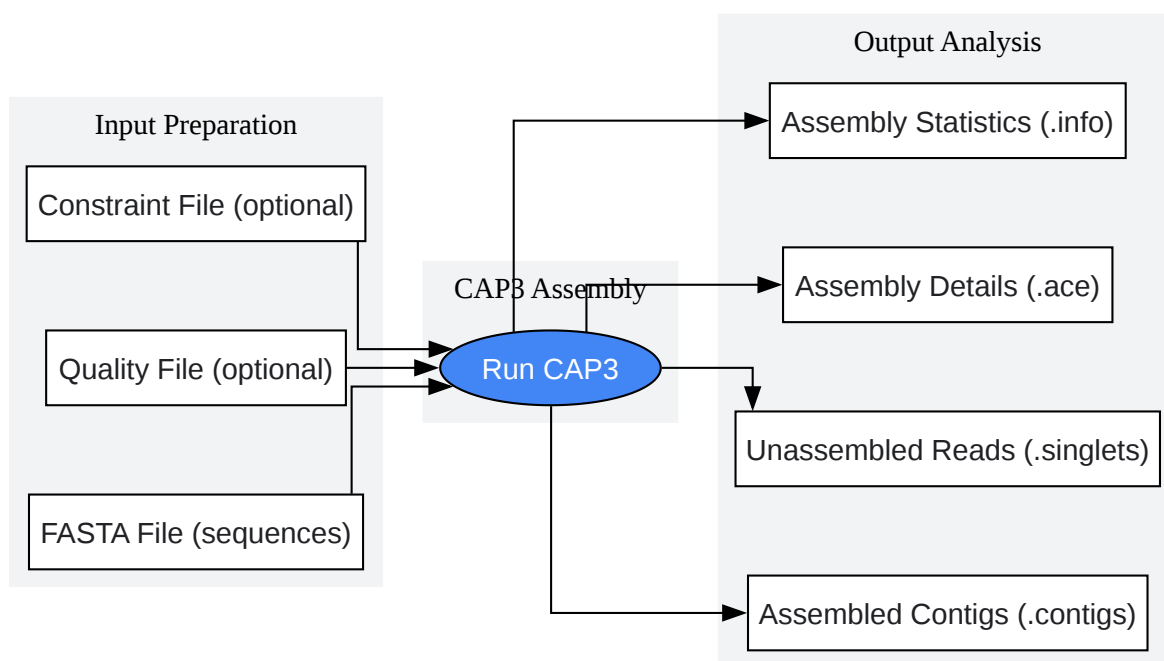 Input Preparation
Constraint File (optional)
Quality File (optional)
FASTA File (sequences)
CAP3 Assembly
Run CAP3
Output Analysis
Assembly Statistics (.info)
Assembly Details (.ace)
Unassembled Reads (.singlets)
Assembled Contigs (.contigs)